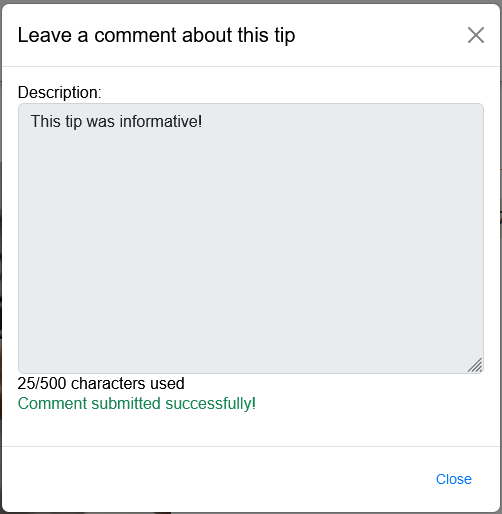 Leave a comment about this tip
Description:
This tip was informative!
25/500 characters used
Comment submitted successfully!
Close